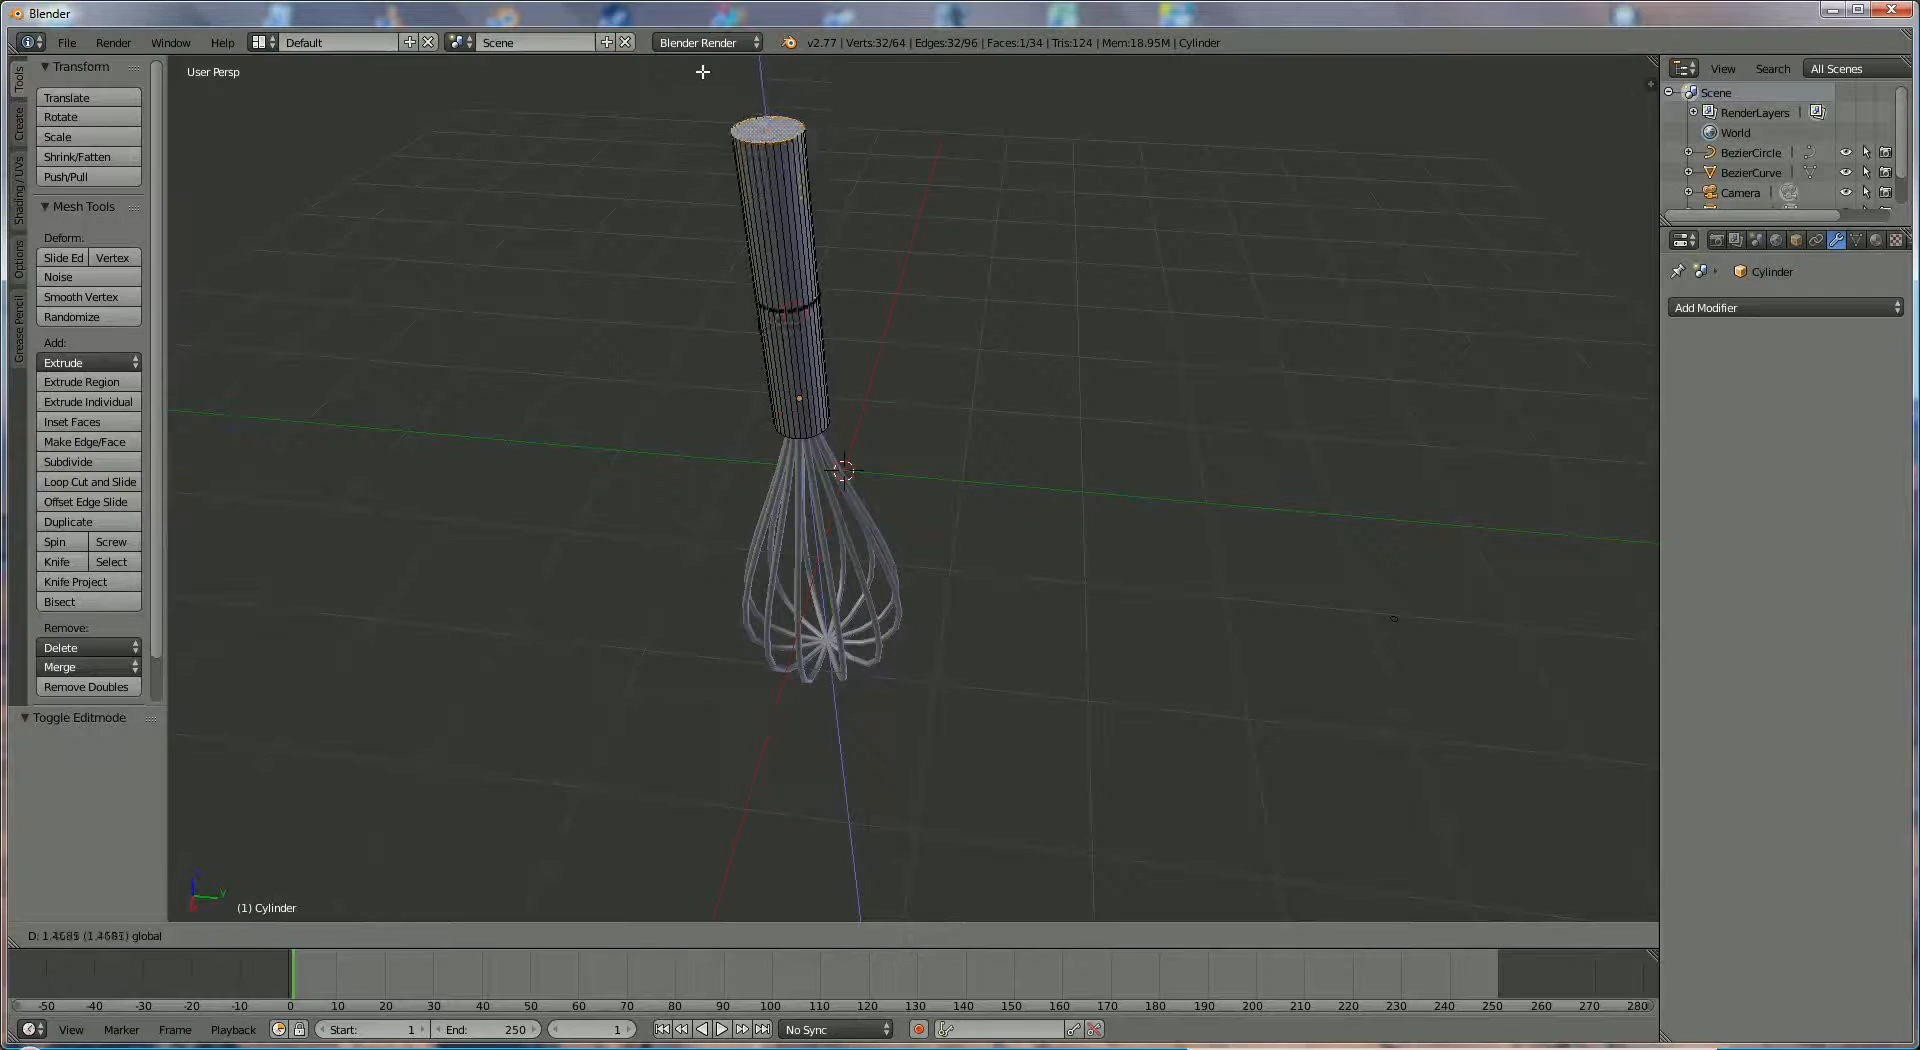 Blender
File Render Window Help Default Scene Blender Render v2.77 | Verts:32/64 | Edges:32/96 | Faces:1/34 | Tris:124 | Mem:18.95M | Cylinder
Tools
Create
Shading / UVs
Options
Grease Pencil
Transform
Translate
Rotate
Scale
Shrink/Fatten
Push/Pull
Mesh Tools
Deform:
Slide Ed Vertex
Noise
Smooth Vertex
Randomize
Add:
Extrude
Extrude Region
Extrude Individual
Inset Faces
Make Edge/Face
Subdivide
Loop Cut and Slide
Offset Edge Slide
Duplicate
Spin Screw
Knife Select
Knife Project
Bisect
Remove:
Delete
Merge
Remove Doubles
Toggle Editmode
User Persp
(1) Cylinder
global
View Search All Scenes
Scene
RenderLayers
World
BezierCircle
BezierCurve
Camera
Cylinder
Add Modifier
-50 -40 -30 -20 -10 0 10 20 30 40 50 60 70 80 90 100 110 120 130 140 150 160 170 180 190 200 210 220 230 240 250 260 270 280
View Marker Frame Playback Start: 1 End: 250 1 No Sync